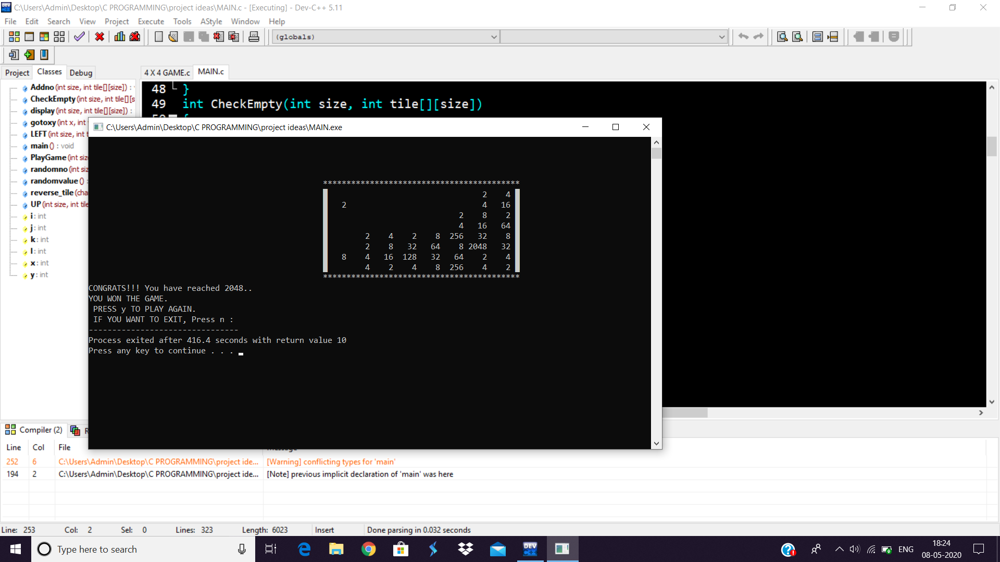 C:\Users\Admin\Desktop\C PROGRAMMING\project ideas\MAIN.c - [Executing] - Dev-C++ 5.11
File Edit Search View Project Execute Tools AStyle Window Help
(globals)
Project Classes Debug
4 X 4 GAME.c MAIN.c
Addno (int size, int tile[][size]) :
CheckEmpty (int size, int tile[][s
display (int size, int tile[][size]) :
gotoxy (int x, int
LEFT (int size, int t
main () : void
PlayGame (int siz
randomno (int siz
randomvalue () :
reverse_tile (cha
UP (int size, int tile
i : int
j : int
k : int
l : int
x : int
y : int
48 }
49 int CheckEmpty(int size, int tile[][size])
C:\Users\Admin\Desktop\C PROGRAMMING\project ideas\MAIN.exe
******************************************
2 4
2 4 16
2 8 2
4 16 64
2 4 2 8 256 32 8
2 8 32 64 8 2048 32
8 4 16 128 32 64 2 4
4 2 4 8 256 4 2
******************************************
CONGRATS!!! You have reached 2048..
YOU WON THE GAME.
PRESS y TO PLAY AGAIN.
IF YOU WANT TO EXIT, Press n :
--------------------------------
Process exited after 416.4 seconds with return value 10
Press any key to continue . . .
Compiler (2)
Line Col File
252 6 C:\Users\Admin\Desktop\C PROGRAMMING\project ide... [Warning] conflicting types for 'main'
194 2 C:\Users\Admin\Desktop\C PROGRAMMING\project ide... [Note] previous implicit declaration of 'main' was here
Line: 253 Col: 2 Sel: 0 Lines: 323 Length: 6023 Insert Done parsing in 0.032 seconds
Type here to search
DEV C++
ENG
18:24
08-05-2020